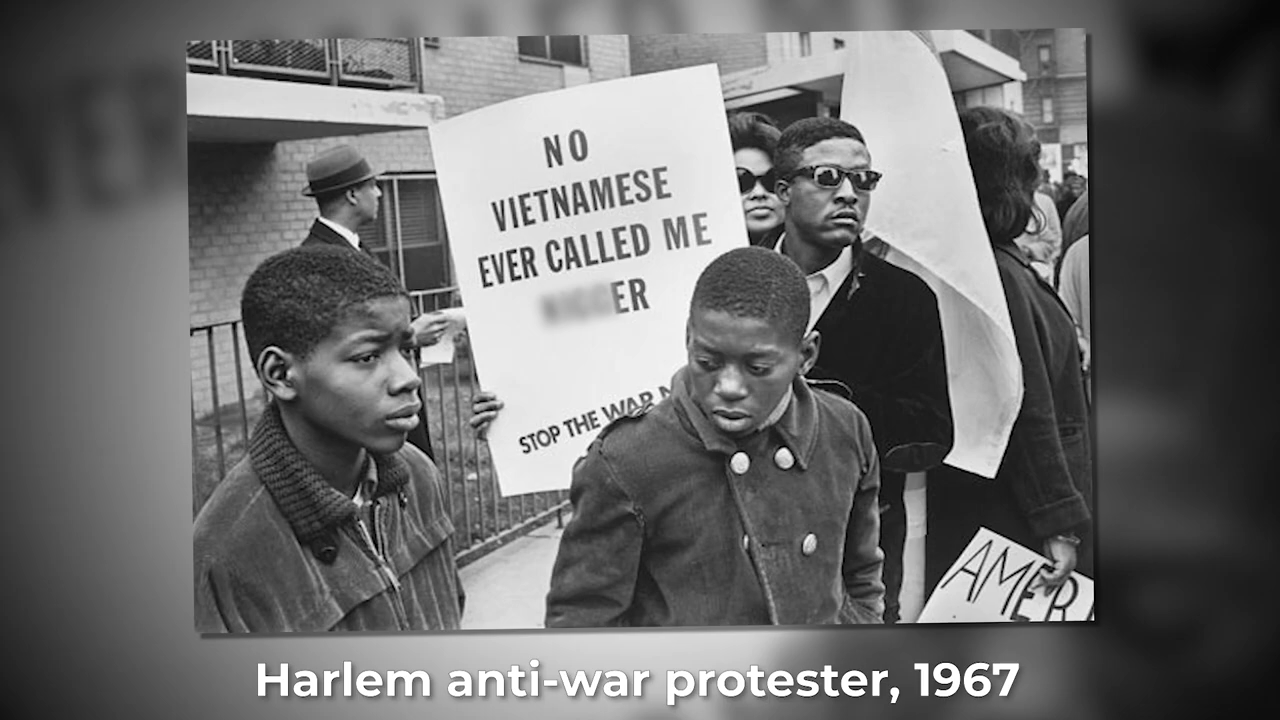 NO
VIETNAMESE
EVER CALLED ME
ER
STOP THE WAR
AMER
Harlem anti-war protester, 1967